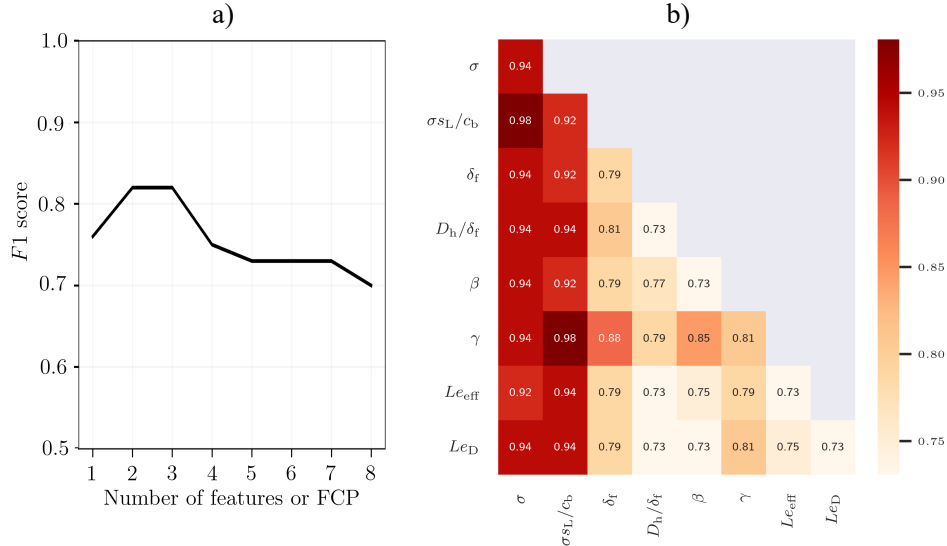 a)
1.0
0.9
0.8
0.7
0.6
0.5
F1 score
1 2 3 4 5 6 7 8
Number of features or FCP
b)
σ 0.94
σs_L/c_b 0.98 0.92
δ_f 0.94 0.92 0.79
D_h/δ_f 0.94 0.94 0.81 0.73
β 0.94 0.92 0.79 0.77 0.73
γ 0.94 0.98 0.88 0.79 0.85 0.81
Le_eff 0.92 0.94 0.79 0.73 0.75 0.79 0.73
Le_D 0.94 0.94 0.79 0.73 0.73 0.81 0.75 0.73
σ σs_L/c_b δ_f D_h/δ_f β γ Le_eff Le_D
0.95
0.90
0.85
0.80
0.75